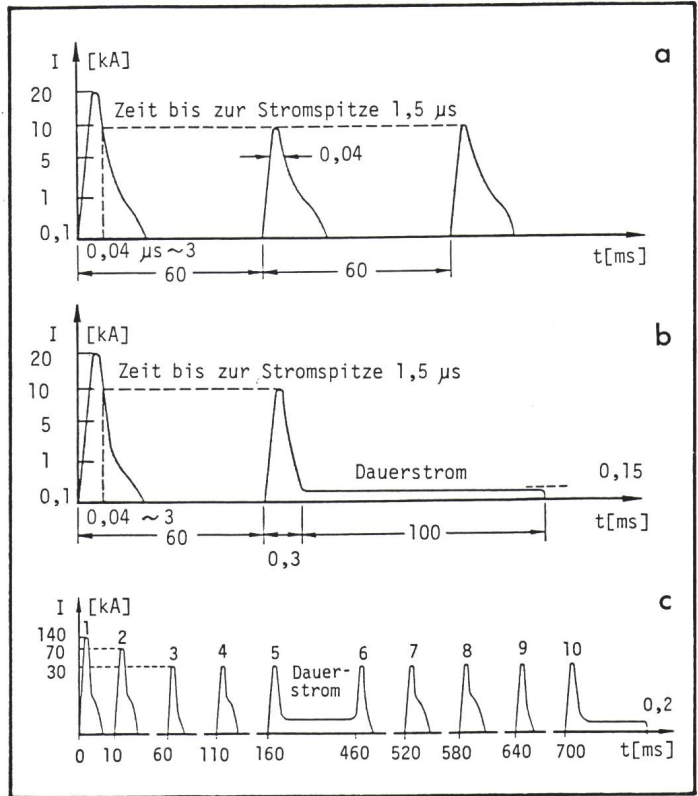 a
I [kA]
20
Zeit bis zur Stromspitze 1,5 µs
10
0,04
5
1
0,1
0,04 µs ~3
t[ms]
60
60
b
I [kA]
20
Zeit bis zur Stromspitze 1,5 µs
10
5
1
Dauerstrom
0,15
0,1
0,04 ~3
t[ms]
60
100
0,3
c
I [kA]
140
70
30
1 2 3 4 5 6 7 8 9 10
Dauer-
strom
0,2
0 10 60 110 160 460 520 580 640 700 t[ms]